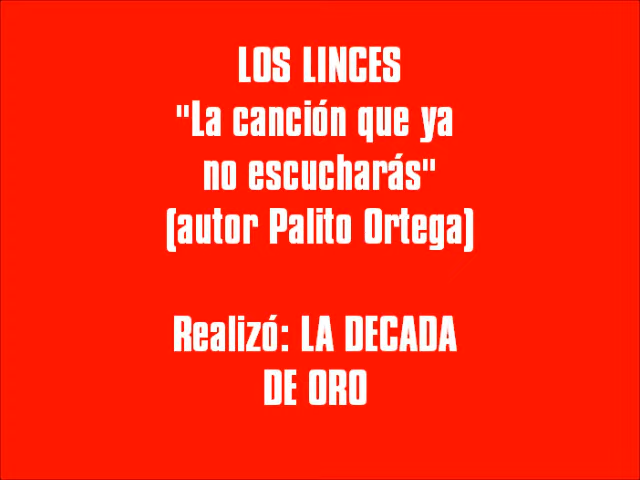 LOS LINCES
"La canción que ya
no escucharás"
(autor Palito Ortega)
Realizó: LA DECADA
DE ORO